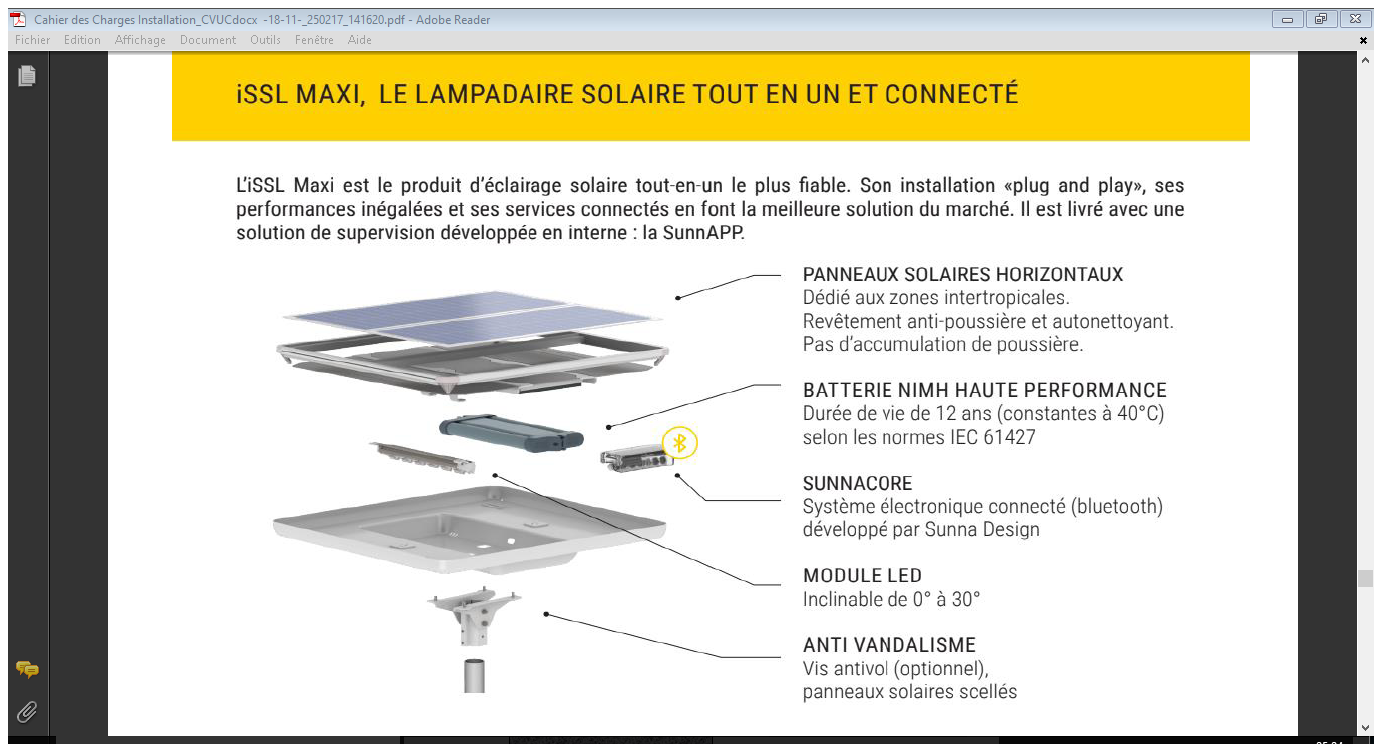 Cahier des Charges Installation_CVUCdocx -18-11-_250217_141620.pdf - Adobe Reader
Fichier Edition Affichage Document Outils Fenêtre Aide
iSSL MAXI, LE LAMPADAIRE SOLAIRE TOUT EN UN ET CONNECTÉ
L'iSSL Maxi est le produit d'éclairage solaire tout-en-un le plus fiable. Son installation «plug and play», ses
performances inégalées et ses services connectés en font la meilleure solution du marché. Il est livré avec une
solution de supervision développée en interne : la SunnAPP.
PANNEAUX SOLAIRES HORIZONTAUX
Dédié aux zones intertropicales.
Revêtement anti-poussière et autonettoyant.
Pas d'accumulation de poussière.
BATTERIE NIMH HAUTE PERFORMANCE
Durée de vie de 12 ans (constantes à 40°C)
selon les normes IEC 61427
SUNNACORE
Système électronique connecté (bluetooth)
développé par Sunna Design
MODULE LED
Inclinable de 0° à 30°
ANTI VANDALISME
Vis antivol (optionnel),
panneaux solaires scellés